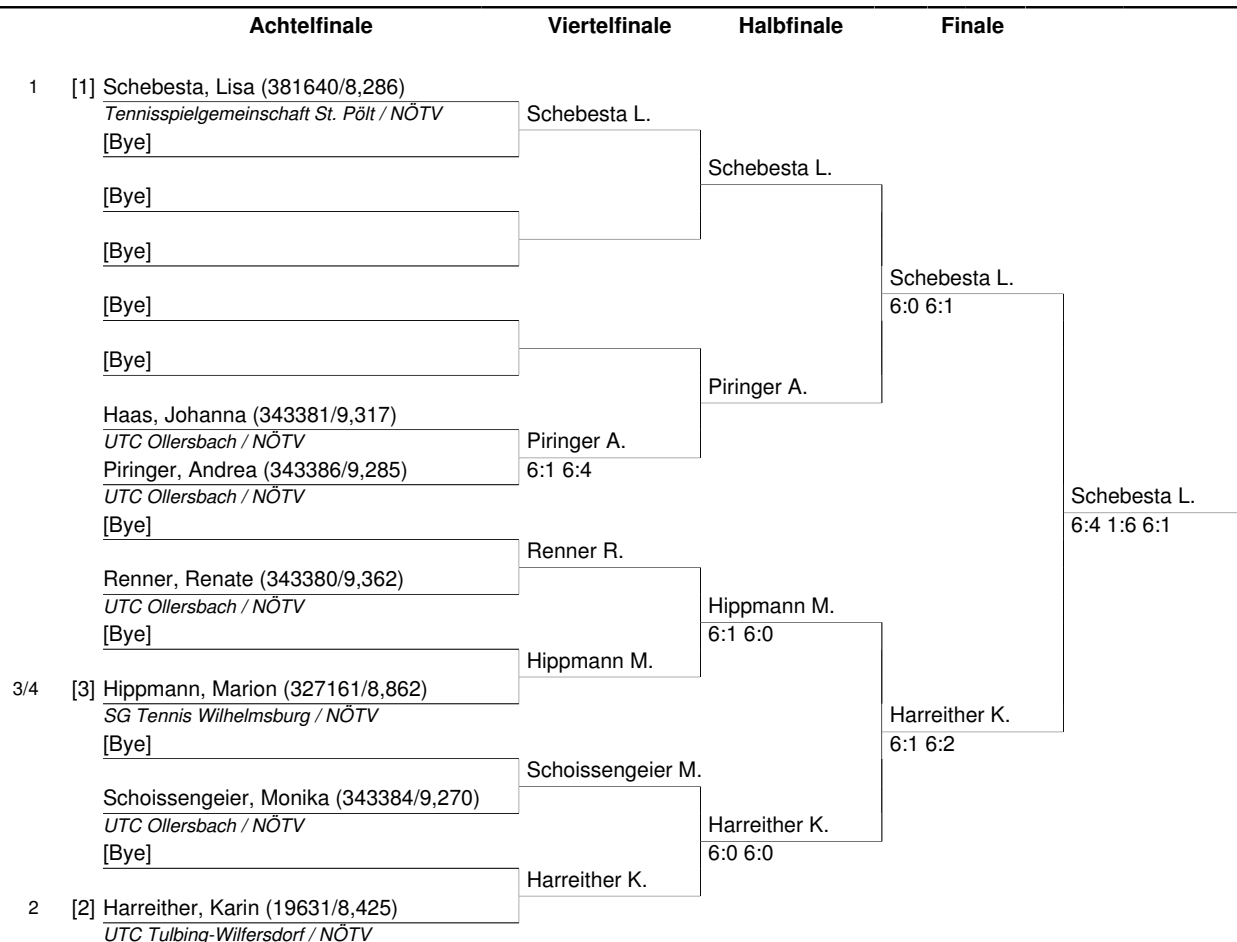 Achtelfinale Viertelfinale Halbfinale Finale
1 [1] Schebesta, Lisa (381640/8,286)
Tennisspielgemeinschaft St. Pölt / NÖTV Schebesta L.
[Bye]
Schebesta L.
[Bye]
[Bye]
Schebesta L.
[Bye] 6:0 6:1
[Bye]
Piringer A.
Haas, Johanna (343381/9,317)
UTC Ollersbach / NÖTV Piringer A.
Piringer, Andrea (343386/9,285) 6:1 6:4
UTC Ollersbach / NÖTV Schebesta L.
[Bye] 6:4 1:6 6:1
Renner R.
Renner, Renate (343380/9,362)
UTC Ollersbach / NÖTV Hippmann M.
[Bye] 6:1 6:0
Hippmann M.
3/4 [3] Hippmann, Marion (327161/8,862)
SG Tennis Wilhelmsburg / NÖTV Harreither K.
[Bye] 6:1 6:2
Schoissengeier M.
Schoissengeier, Monika (343384/9,270)
UTC Ollersbach / NÖTV Harreither K.
[Bye] 6:0 6:0
Harreither K.
2 [2] Harreither, Karin (19631/8,425)
UTC Tulbing-Wilfersdorf / NÖTV